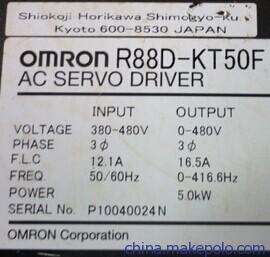 Shiokoji Horikawa Shimogyo-ku.
Kyoto 600-8530 JAPAN
OMRON R88D-KT50F
AC SERVO DRIVER
INPUT OUTPUT
VOLTAGE 380-480V 0-480V
PHASE 3ϕ 3ϕ
F.L.C 12.1A 16.5A
FREQ. 50/60Hz 0-416.6Hz
POWER 5.0kW
SERIAL No. P10040024N
OMRON Corporation
china.makepolo.com